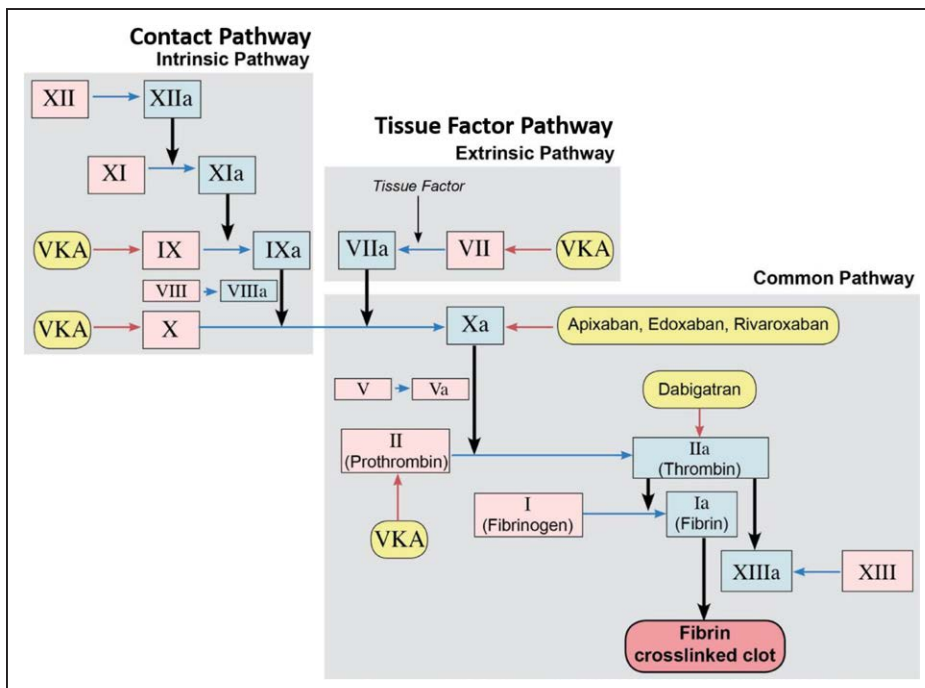 Contact Pathway
Intrinsic Pathway
XII
XIIa
XI
XIa
VKA
IX
IXa
VIII
VIIIa
VKA
X
Tissue Factor Pathway
Extrinsic Pathway
Tissue Factor
VIIa
VII
VKA
Common Pathway
Xa
Apixaban, Edoxaban, Rivaroxaban
V
Va
Dabigatran
II
(Prothrombin)
IIa
(Thrombin)
VKA
I
(Fibrinogen)
Ia
(Fibrin)
XIIIa
XIII
Fibrin
crosslinked clot